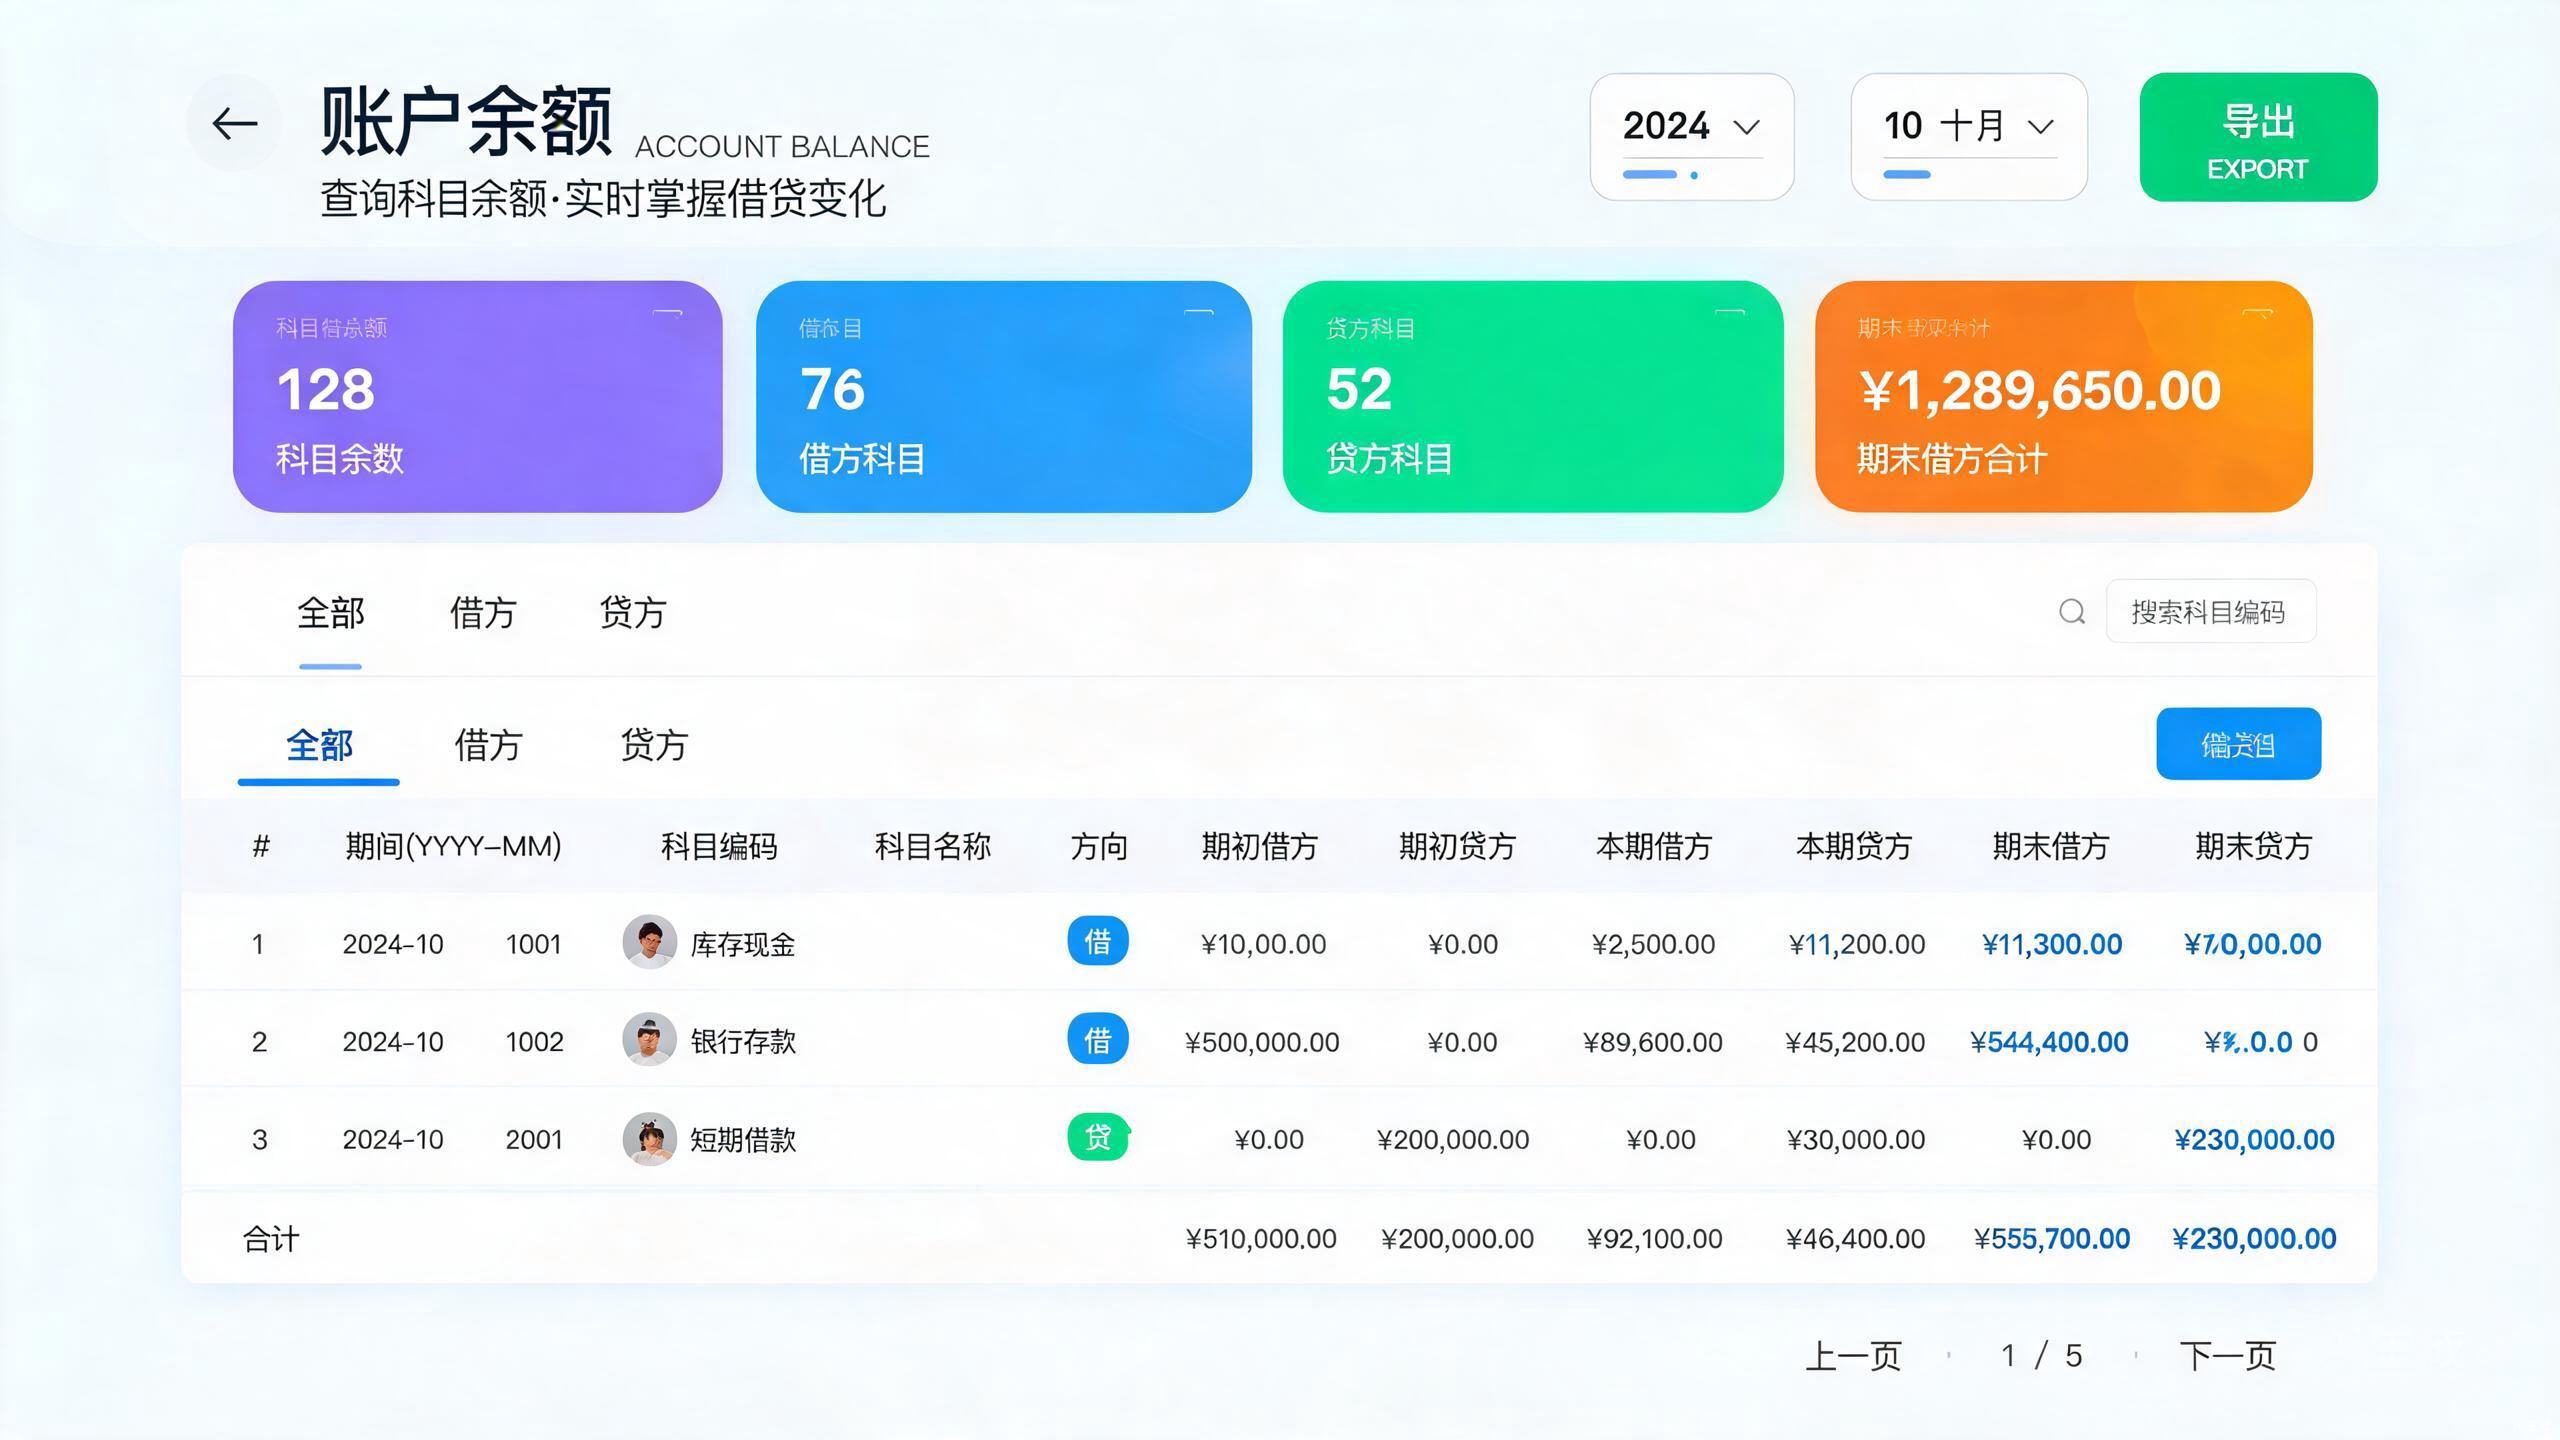 账户余额 ACCOUNT BALANCE
查询科目余额·实时掌握借贷变化
2024
10 十月
导出
EXPORT
科目
128
科目余数
目
76
借方科目
贷方科目
52
贷方科目
期末
¥1,289,650.00
期末借方合计
全部 借方 贷方
搜索科目编码
全部 借方 贷方
# 期间(YYYY-MM) 科目编码 科目名称 方向 期初借方 期初贷方 本期借方 本期贷方 期末借方 期末贷方
1 2024-10 1001 库存现金 借 ¥10,00.00 ¥0.00 ¥2,500.00 ¥11,200.00 ¥11,300.00
2 2024-10 1002 银行存款 借 ¥500,000.00 ¥0.00 ¥89,600.00 ¥45,200.00 ¥544,400.00
3 2024-10 2001 短期借款 贷 ¥0.00 ¥200,000.00 ¥0.00 ¥30,000.00 ¥0.00 ¥230,000.00
合计 ¥510,000.00 ¥200,000.00 ¥92,100.00 ¥46,400.00 ¥555,700.00 ¥230,000.00
上一页 1 / 5 下一页